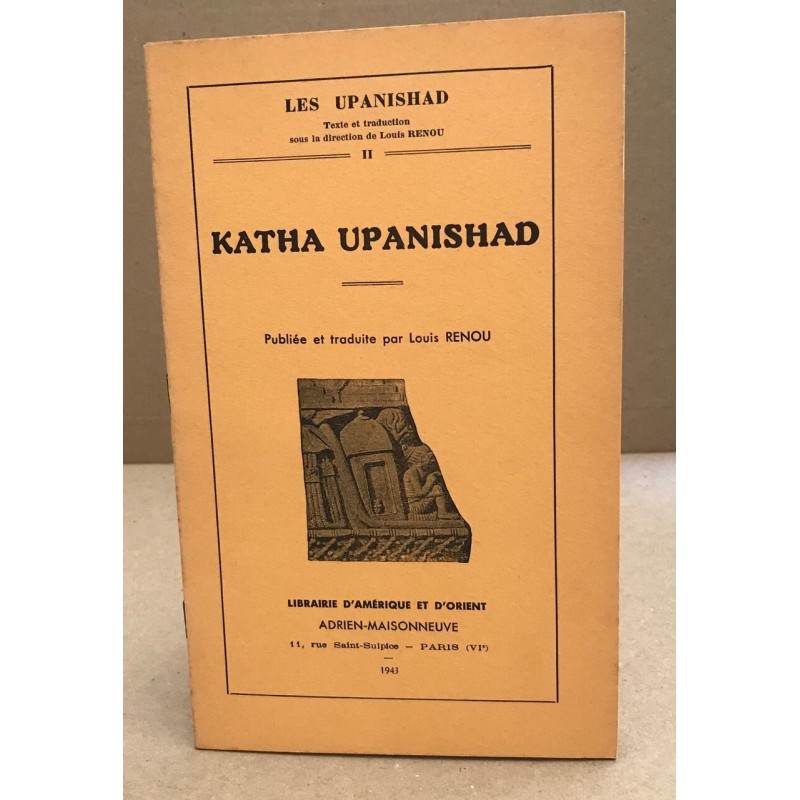 LES UPANISHAD
Texte et traduction
sous la direction de Louis RENOU
II
KATHA UPANISHAD
Publiée et traduite par Louis RENOU
LIBRAIRIE D'AMÉRIQUE ET D'ORIENT
ADRIEN-MAISONNEUVE
11, rue Saint-Sulpice — PARIS (VIᵉ)
—
1943